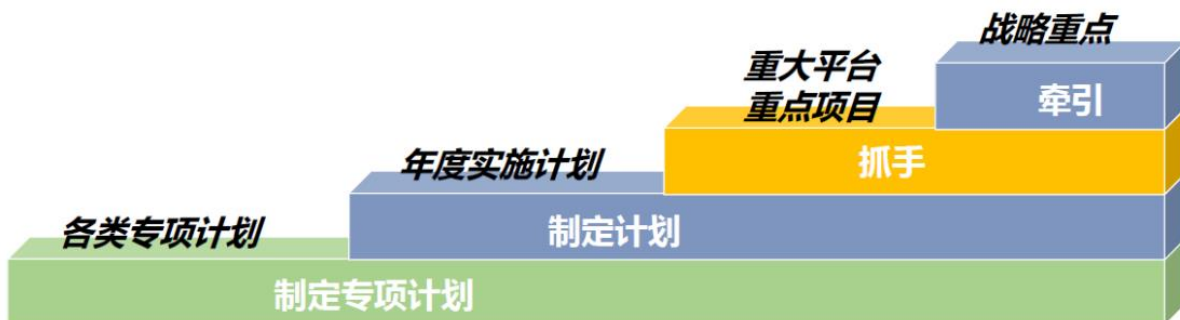 战略重点
牵引
重大平台
重点项目
抓手
年度实施计划
制定计划
各类专项计划
制定专项计划